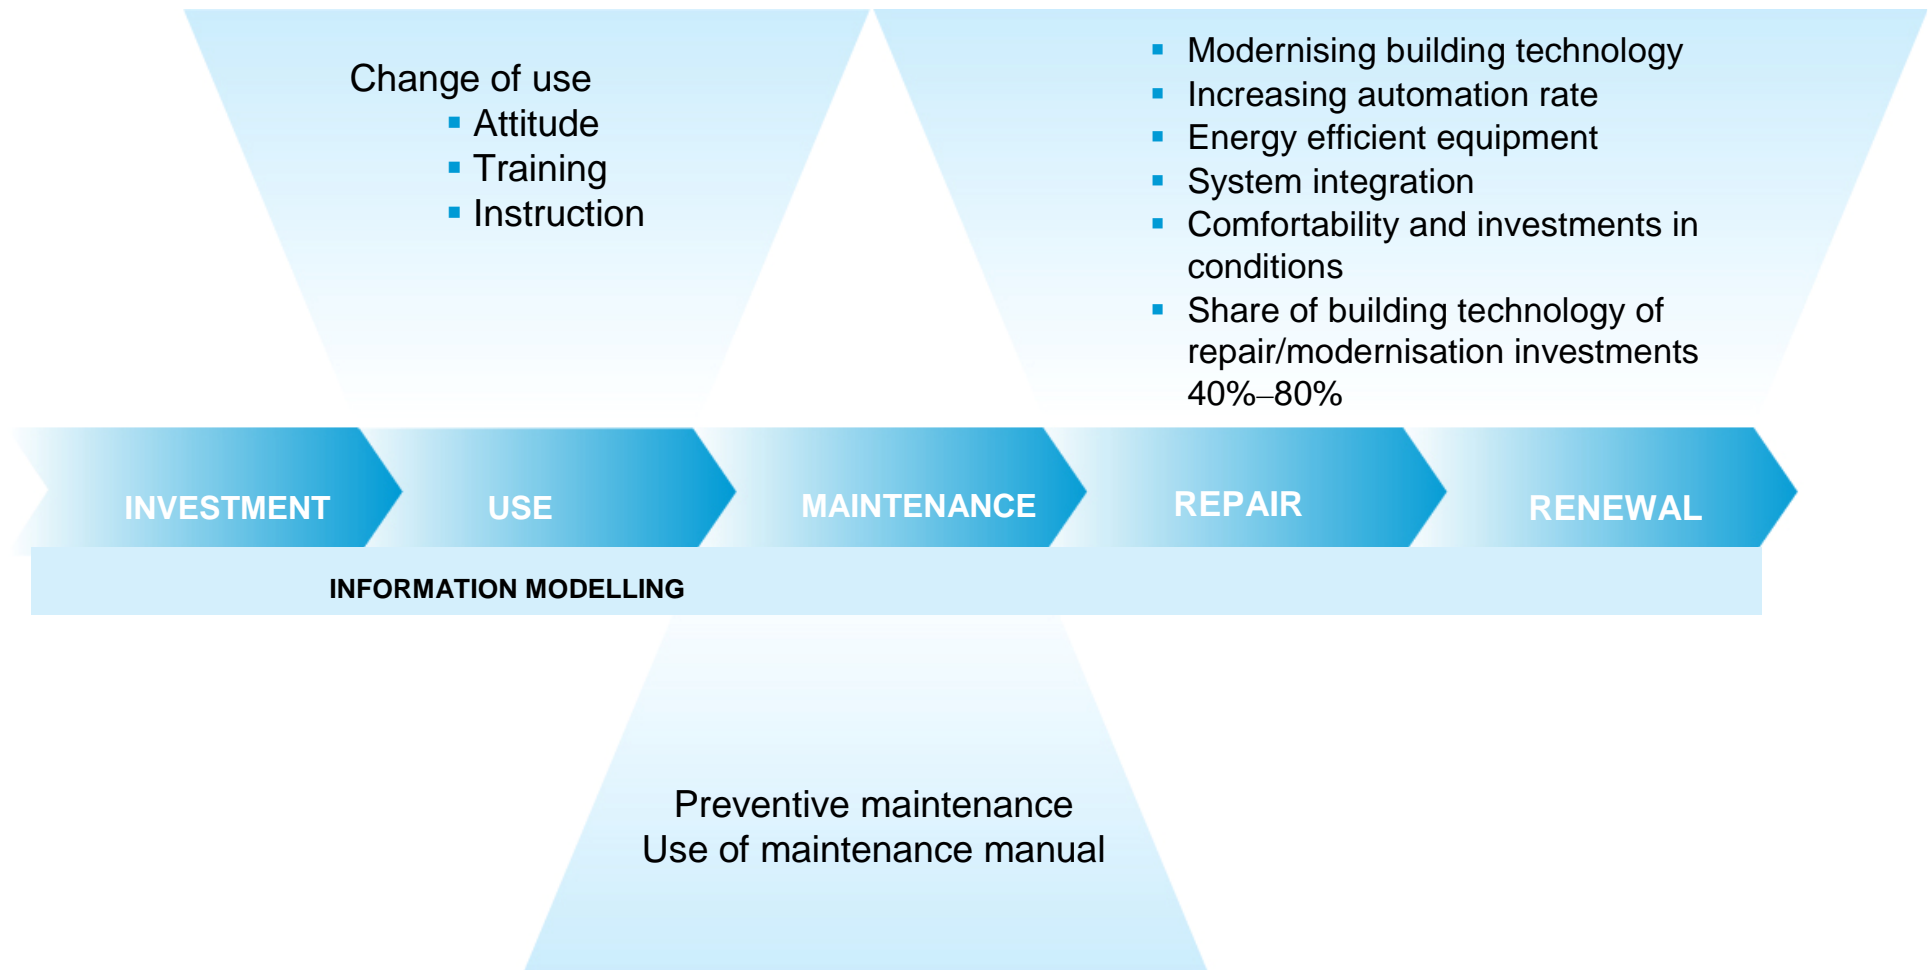 Change of use
▪ Attitude
▪ Training
▪ Instruction
▪ Modernising building technology
▪ Increasing automation rate
▪ Energy efficient equipment
▪ System integration
▪ Comfortability and investments in
conditions
▪ Share of building technology of
repair/modernisation investments
40%–80%
INVESTMENT
USE
MAINTENANCE
REPAIR
RENEWAL
INFORMATION MODELLING
Preventive maintenance
Use of maintenance manual